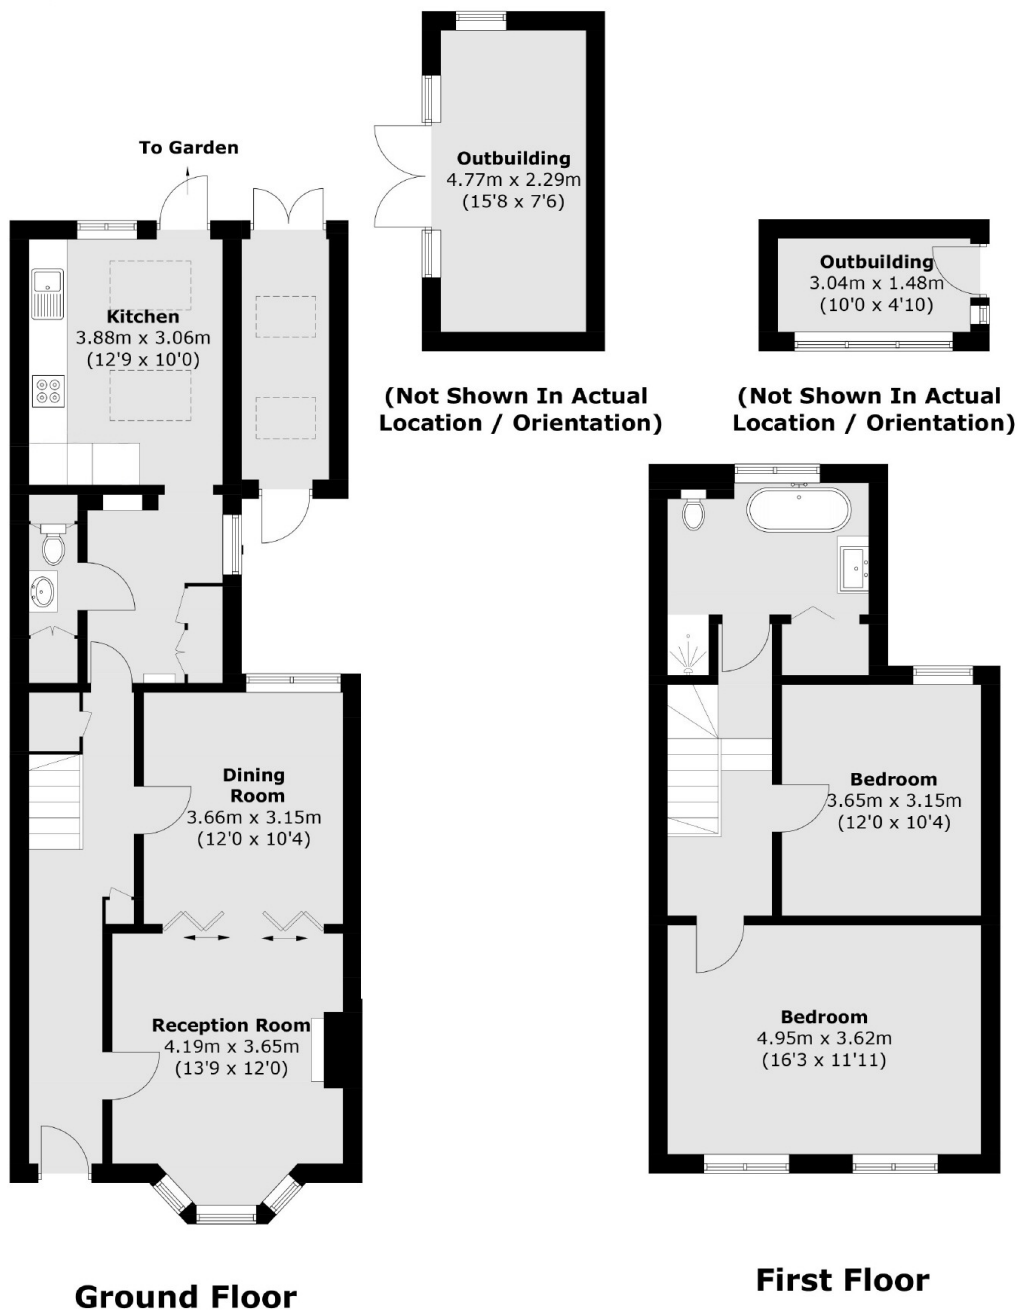 To Garden
Kitchen
3.88m x 3.06m
(12'9 x 10'0)
Outbuilding
4.77m x 2.29m
(15'8 x 7'6)
(Not Shown In Actual
Location / Orientation)
Outbuilding
3.04m x 1.48m
(10'0 x 4'10)
(Not Shown In Actual
Location / Orientation)
Dining
Room
3.66m x 3.15m
(12'0 x 10'4)
Reception Room
4.19m x 3.65m
(13'9 x 12'0)
Ground Floor
Bedroom
3.65m x 3.15m
(12'0 x 10'4)
Bedroom
4.95m x 3.62m
(16'3 x 11'11)
First Floor